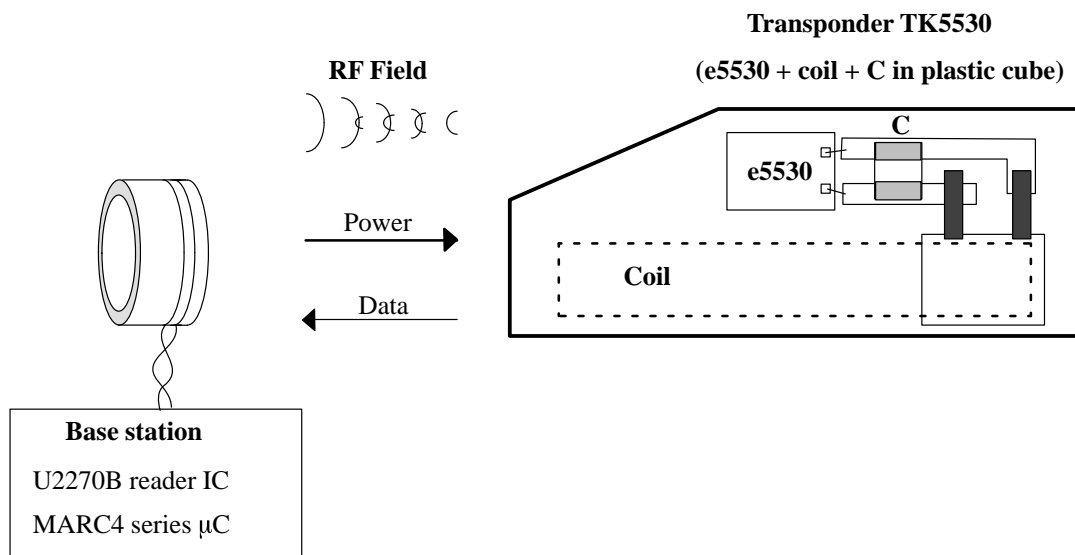 Transponder TK5530
(e5530 + coil + C in plastic cube)
RF Field
C
e5530
Power
Coil
Data
Base station
U2270B reader IC
MARC4 series μC